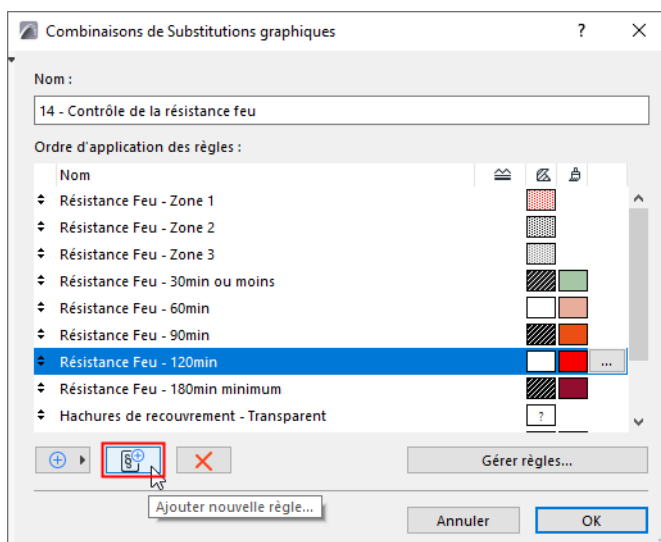 Combinaisons de Substitutions graphiques ?
Nom :
14 - Contrôle de la résistance feu
Ordre d'application des règles :
Nom
Résistance Feu - Zone 1
Résistance Feu - Zone 2
Résistance Feu - Zone 3
Résistance Feu - 30min ou moins
Résistance Feu - 60min
Résistance Feu - 90min
Résistance Feu - 120min ...
Résistance Feu - 180min minimum
Hachures de recouvrement - Transparent ?
§ Gérer règles...
Ajouter nouvelle règle...
Annuler OK